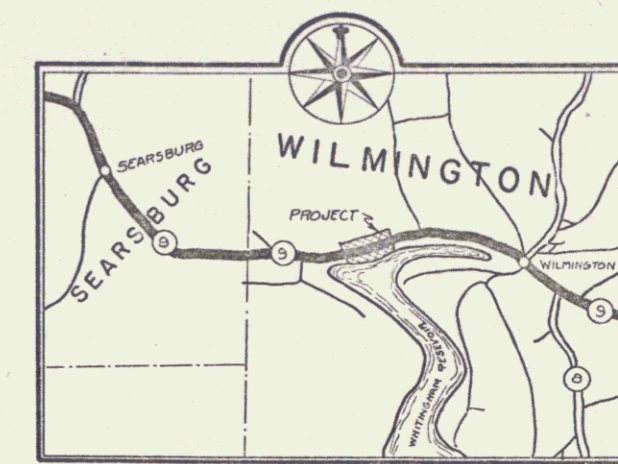 WILMINGTON
SEARSBURG
SEARSBURG
PROJECT
9
9
WILMINGTON
9
8
WHITINGHAM RESERVOIR